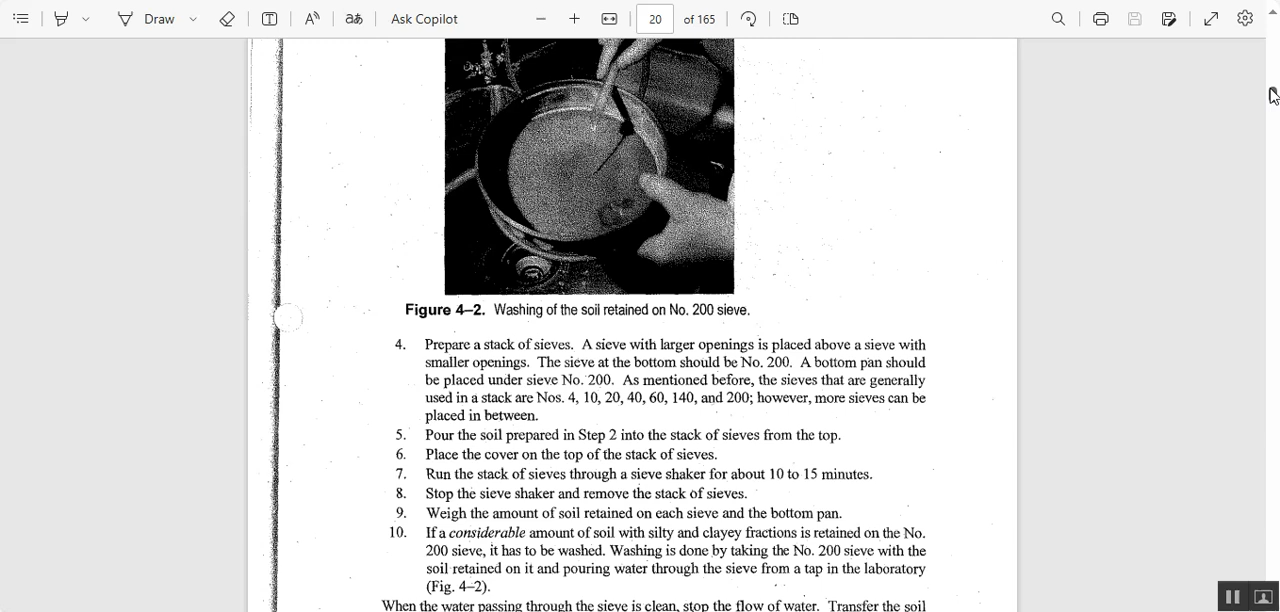 Draw
Ask Copilot
20 of 165
Figure 4–2. Washing of the soil retained on No. 200 sieve.
4. Prepare a stack of sieves. A sieve with larger openings is placed above a sieve with
smaller openings. The sieve at the bottom should be No. 200. A bottom pan should
be placed under sieve No. 200. As mentioned before, the sieves that are generally
used in a stack are Nos. 4, 10, 20, 40, 60, 140, and 200; however, more sieves can be
placed in between.
5. Pour the soil prepared in Step 2 into the stack of sieves from the top.
6. Place the cover on the top of the stack of sieves.
7. Run the stack of sieves through a sieve shaker for about 10 to 15 minutes.
8. Stop the sieve shaker and remove the stack of sieves.
9. Weigh the amount of soil retained on each sieve and the bottom pan.
10. If a considerable amount of soil with silty and clayey fractions is retained on the No.
200 sieve, it has to be washed. Washing is done by taking the No. 200 sieve with the
soil retained on it and pouring water through the sieve from a tap in the laboratory
(Fig. 4–2).
When the water passing through the sieve is clean, stop the flow of water. Transfer the soil